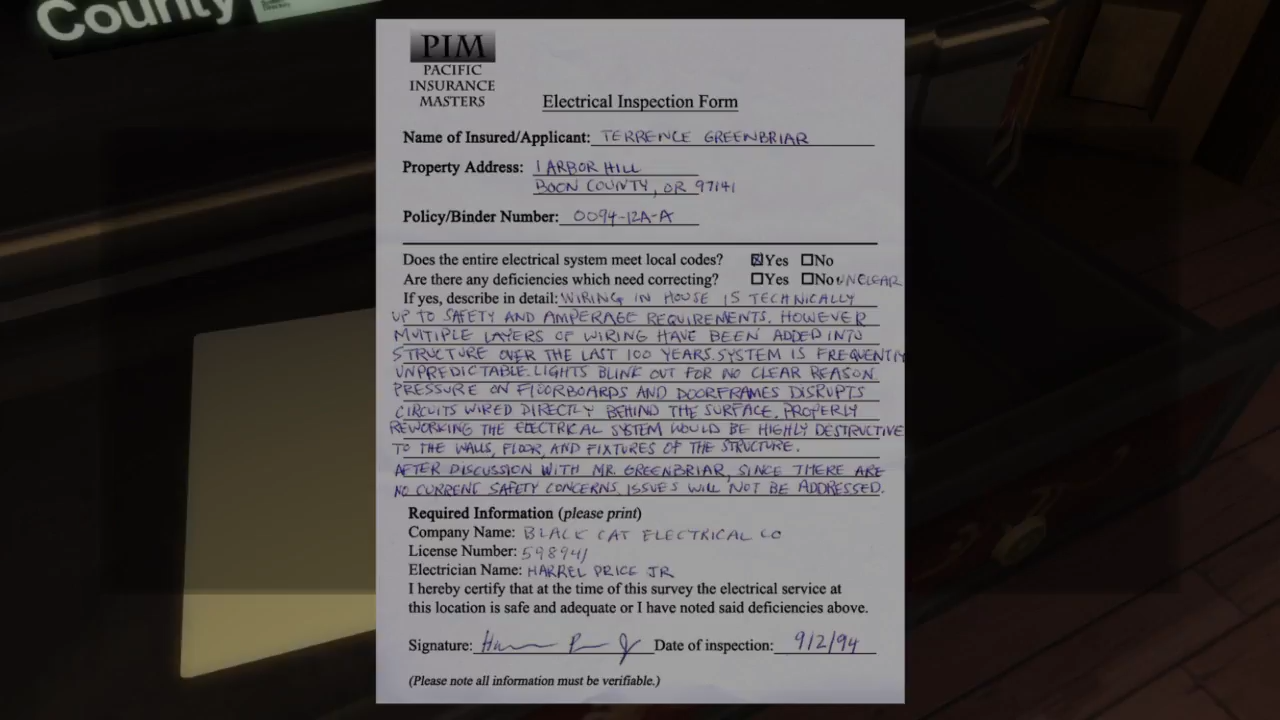 County
PIM
PACIFIC
INSURANCE
MASTERS
Electrical Inspection Form
Name of Insured/Applicant: TERRENCE GREENBRIAR
Property Address: 1 ARBOR HILL
BOON COUNTY, OR 97141
Policy/Binder Number: 0094-12A-A
Does the entire electrical system meet local codes? ☒Yes ☐No
Are there any deficiencies which need correcting? ☐Yes ☐No UNCLEAR
If yes, describe in detail: WIRING IN HOUSE IS TECHNICALLY
UP TO SAFETY AND AMPERAGE REQUIREMENTS. HOWEVER
MULTIPLE LAYERS OF WIRING HAVE BEEN ADDED INTO
STRUCTURE OVER THE LAST 100 YEARS. SYSTEM IS FREQUENTLY
UNPREDICTABLE. LIGHTS BLINK OUT FOR NO CLEAR REASON.
PRESSURE ON FLOORBOARDS AND DOORFRAMES DISRUPTS
CIRCUITS WIRED DIRECTLY BEHIND THE SURFACE. PROPERLY
REWORKING THE ELECTRICAL SYSTEM WOULD BE HIGHLY DESTRUCTIVE
TO THE WALLS, FLOOR, AND FIXTURES OF THE STRUCTURE.
AFTER DISCUSSION WITH MR. GREENBRIAR, SINCE THERE ARE
NO CURRENT SAFETY CONCERNS, ISSUES WILL NOT BE ADDRESSED.
Required Information (please print)
Company Name: BLACK CAT ELECTRICAL CO
License Number: 598941
Electrician Name: HARREL PRICE JR
I hereby certify that at the time of this survey the electrical service at
this location is safe and adequate or I have noted said deficiencies above.
Signature: Date of inspection: 9/2/94
(Please note all information must be verifiable.)